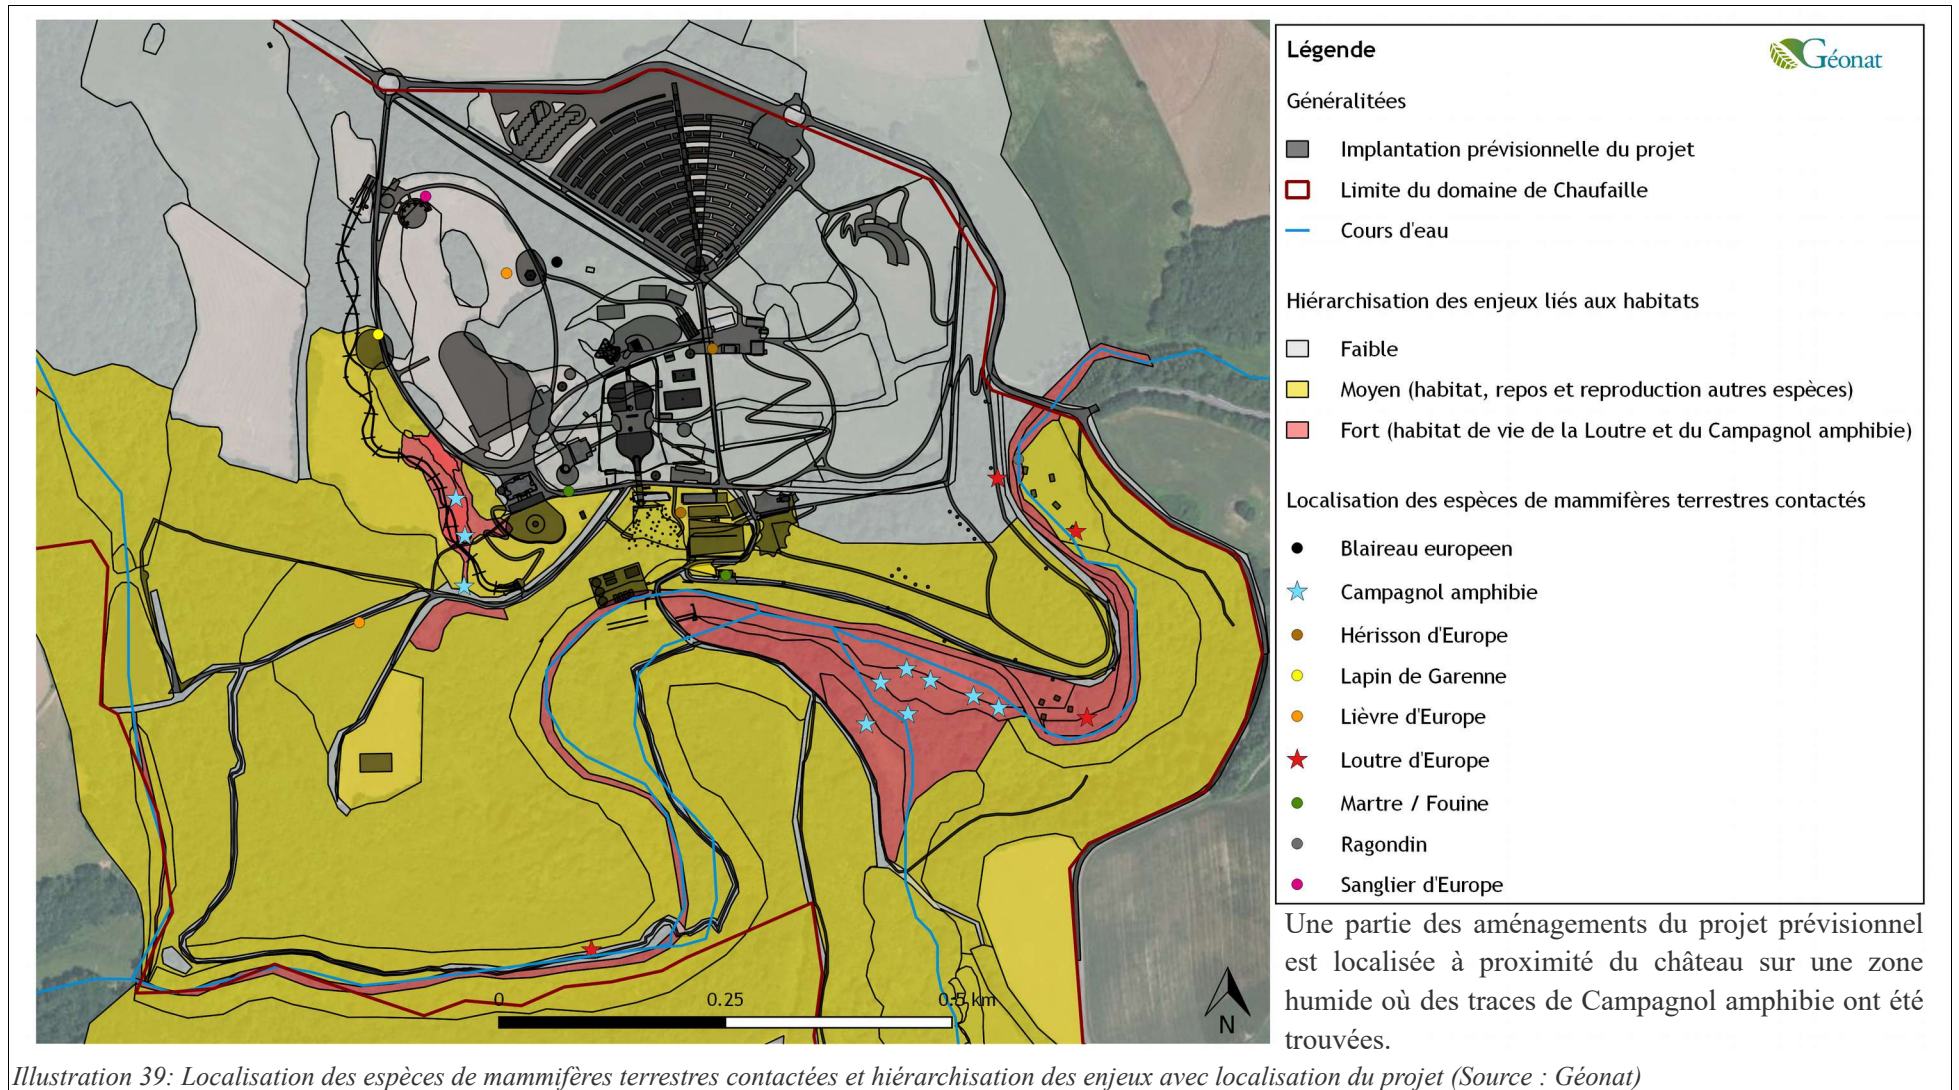 Légende
Géonat
Généralitées
Implantation prévisionnelle du projet
Limite du domaine de Chaufaille
Cours d'eau
Hiérarchisation des enjeux liés aux habitats
Faible
Moyen (habitat, repos et reproduction autres espèces)
Fort (habitat de vie de la Loutre et du Campagnol amphibie)
Localisation des espèces de mammifères terrestres contactés
Blaireau europeen
Campagnol amphibie
Hérisson d'Europe
Lapin de Garenne
Lièvre d'Europe
Loutre d'Europe
Martre / Fouine
Ragondin
Sanglier d'Europe
0 0.25 0.5 km
N
Une partie des aménagements du projet prévisionnel
est localisée à proximité du château sur une zone
humide où des traces de Campagnol amphibie ont été
trouvées.
Illustration 39: Localisation des espèces de mammifères terrestres contactées et hiérarchisation des enjeux avec localisation du projet (Source : Géonat)